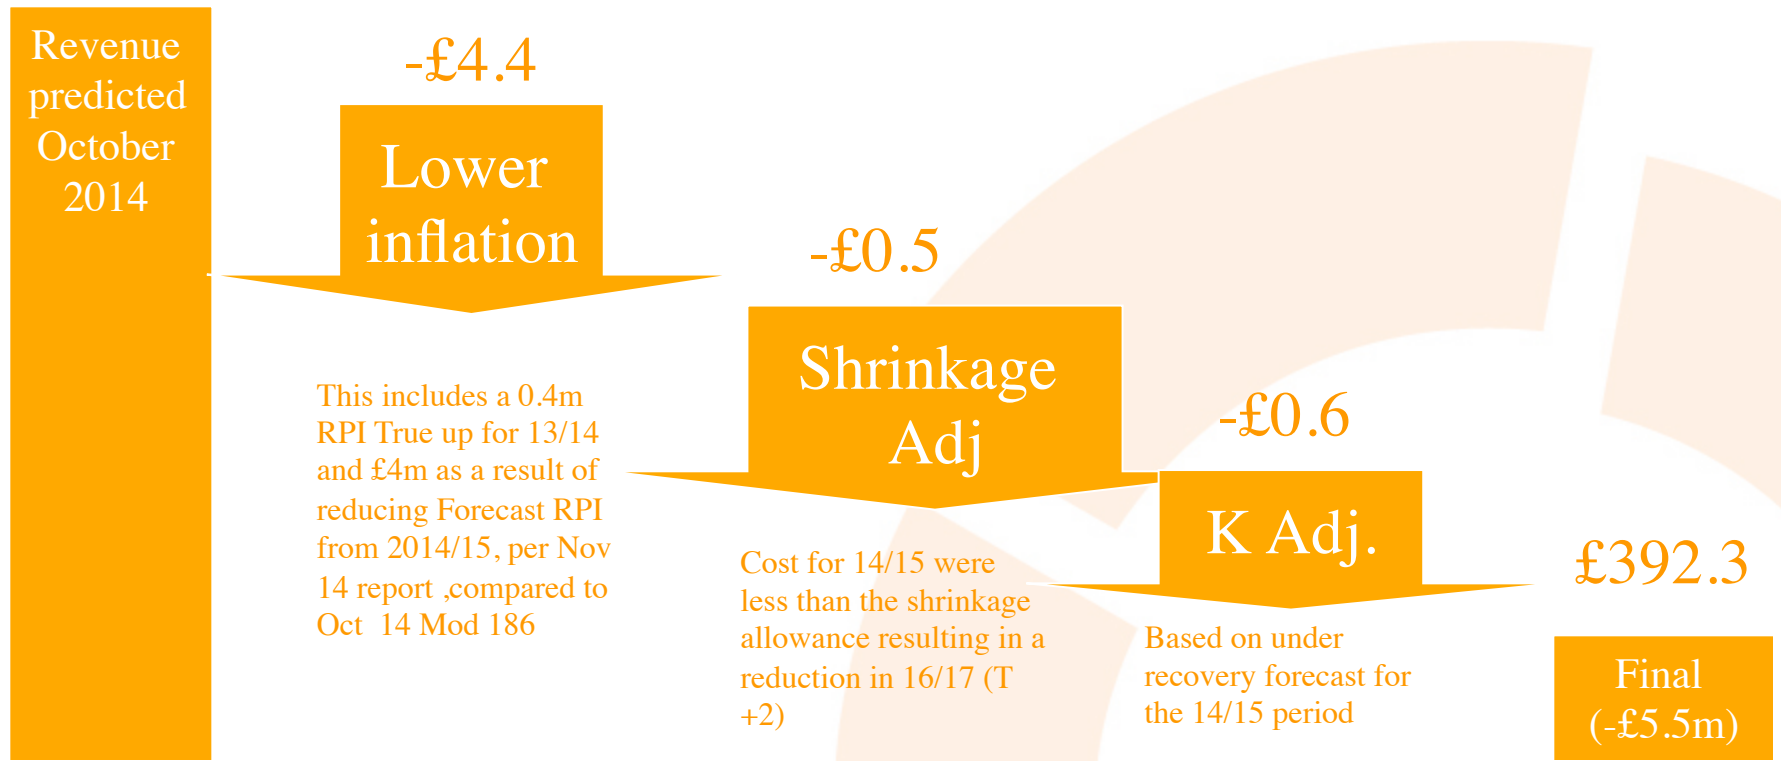 Revenue
predicted
October
2014
-£4.4
Lower
inflation
This includes a 0.4m
RPI True up for 13/14
and £4m as a result of
reducing Forecast RPI
from 2014/15, per Nov
14 report ,compared to
Oct  14 Mod 186
-£0.5
Shrinkage
Adj
Cost for 14/15 were
less than the shrinkage
allowance resulting in a
reduction in 16/17 (T
+2)
-£0.6
K Adj.
Based on under
recovery forecast for
the 14/15 period
£392.3
Final
(-£5.5m)